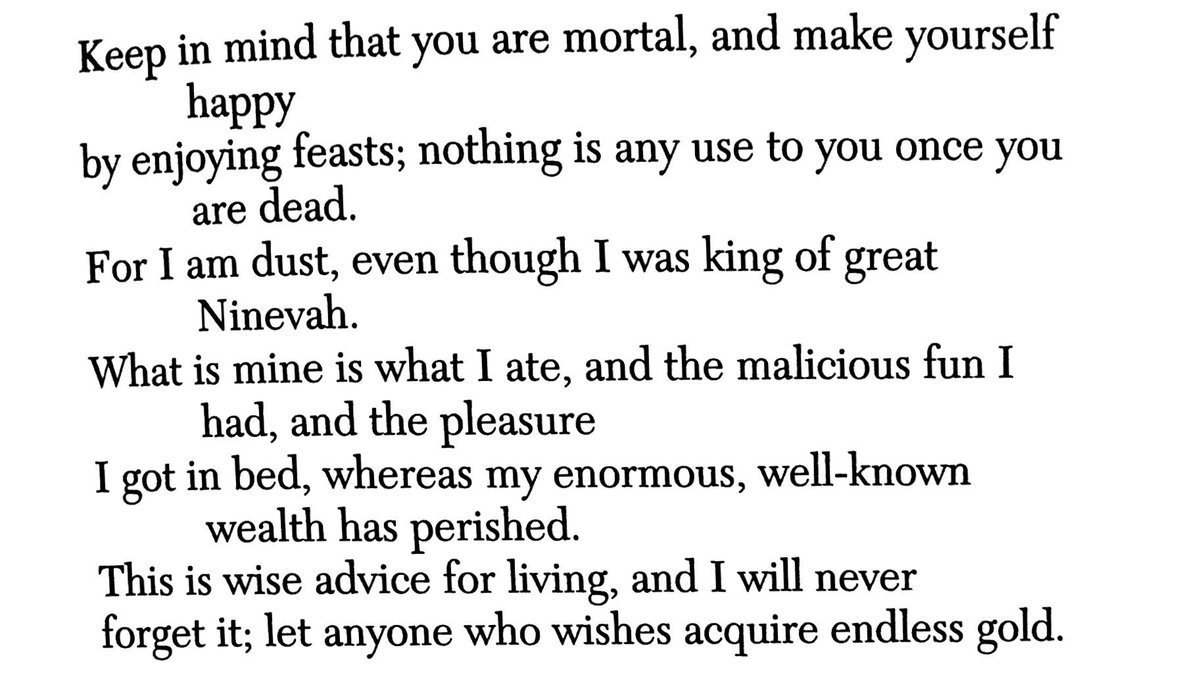 Keep in mind that you are mortal, and make yourself
happy
by enjoying feasts; nothing is any use to you once you
are dead.
For I am dust, even though I was king of great
Ninevah.
What is mine is what I ate, and the malicious fun I
had, and the pleasure
I got in bed, whereas my enormous, well-known
wealth has perished.
This is wise advice for living, and I will never
forget it; let anyone who wishes acquire endless gold.